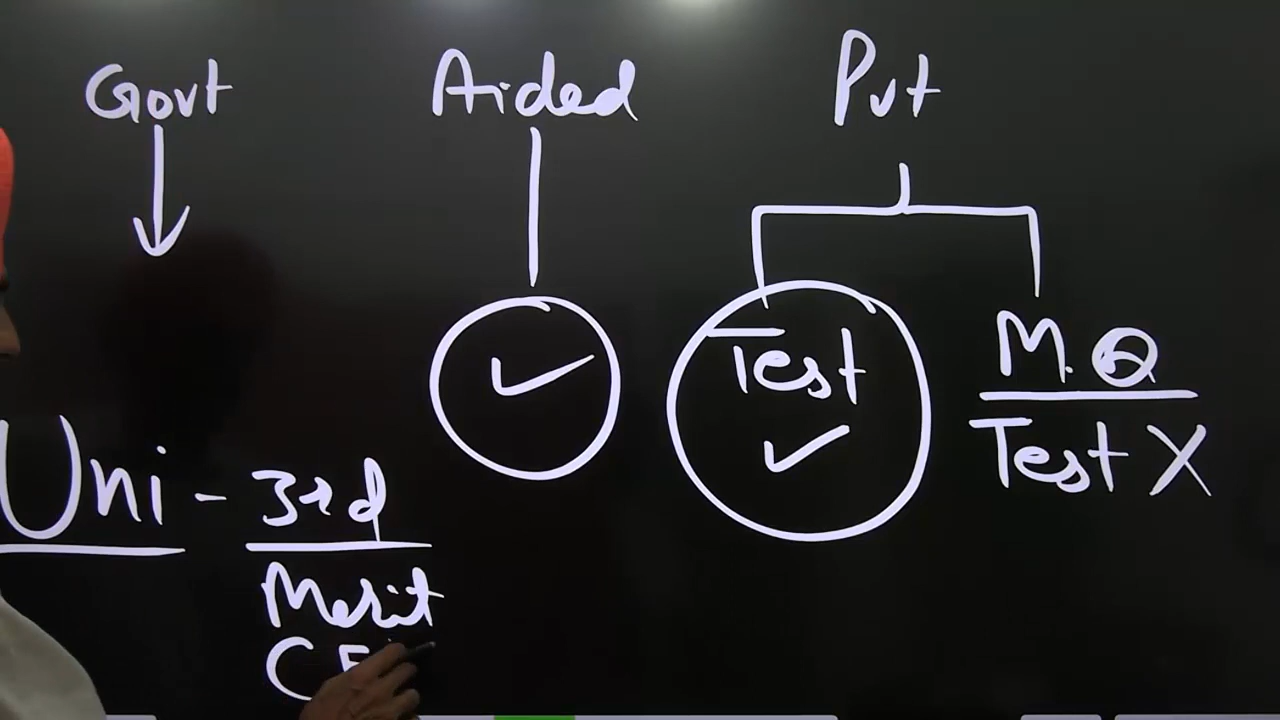 Govt Aided Pvt
Test
M.Q
Test X
Uni - 3rd
Merit